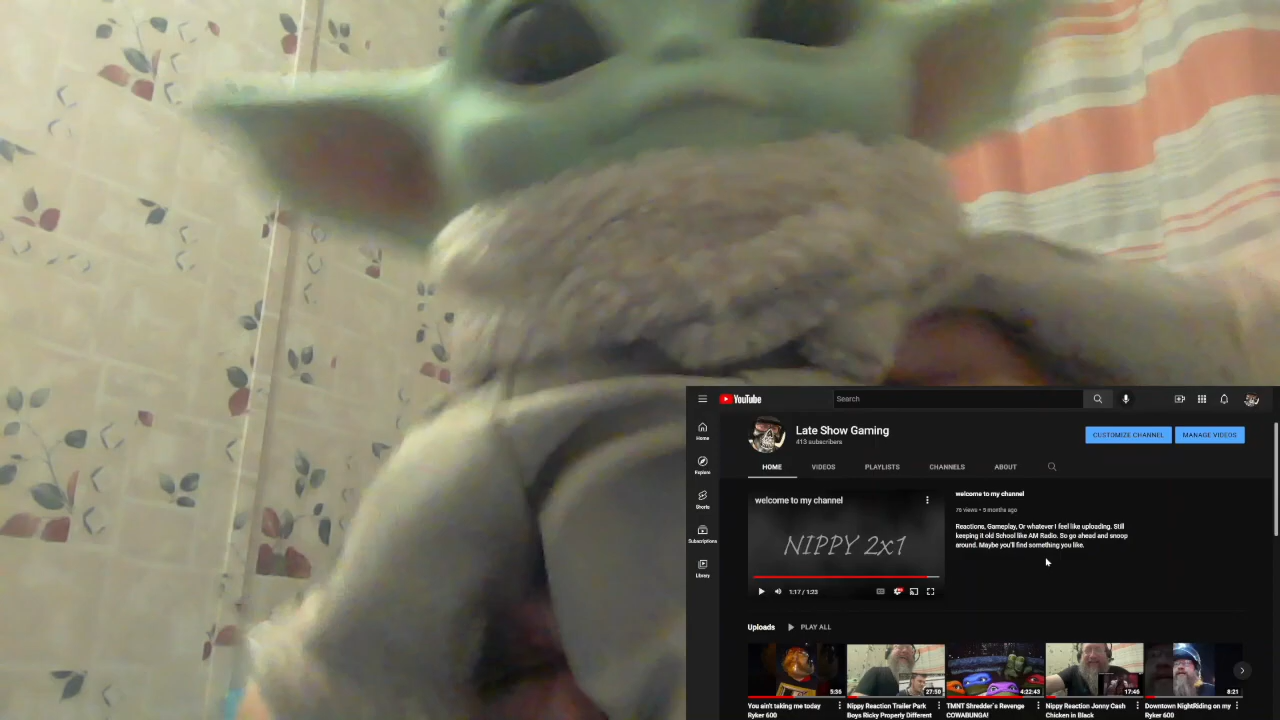 YouTube
Search
Home
Explore
Shorts
Subscriptions
Library
Late Show Gaming
413 subscribers
CUSTOMIZE CHANNEL
MANAGE VIDEOS
HOME
VIDEOS
PLAYLISTS
CHANNELS
ABOUT
welcome to my channel
NIPPY 2x1
1:17 / 1:23
welcome to my channel
76 views • 5 months ago
Reactions, Gameplay, Or whatever I feel like uploading. Still
keeping it old School like AM Radio. So go ahead and snoop
around. Maybe you'll find something you like.
Uploads
PLAY ALL
5:36
27:50
4:22:43
17:46
8:21
You ain't taking me today
Ryker 600
Nippy Reaction Trailer Park
Boys Ricky Properly Different
TMNT Shredder's Revenge
COWABUNGA!
Nippy Reaction Jonny Cash
Chicken in Black
Downtown NightRiding on my
Ryker 600